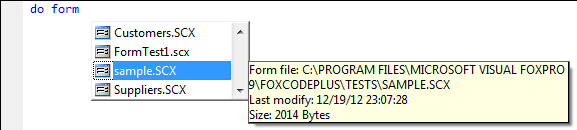 do form
Customers.SCX
FormTest1.scx
sample.SCX
Suppliers.SCX
Form file: C:\PROGRAM FILES\MICROSOFT VISUAL FOXPRO
9\FOXCODEPLUS\TESTS\SAMPLE.SCX
Last modify: 12/19/12 23:07:28
Size: 2014 Bytes